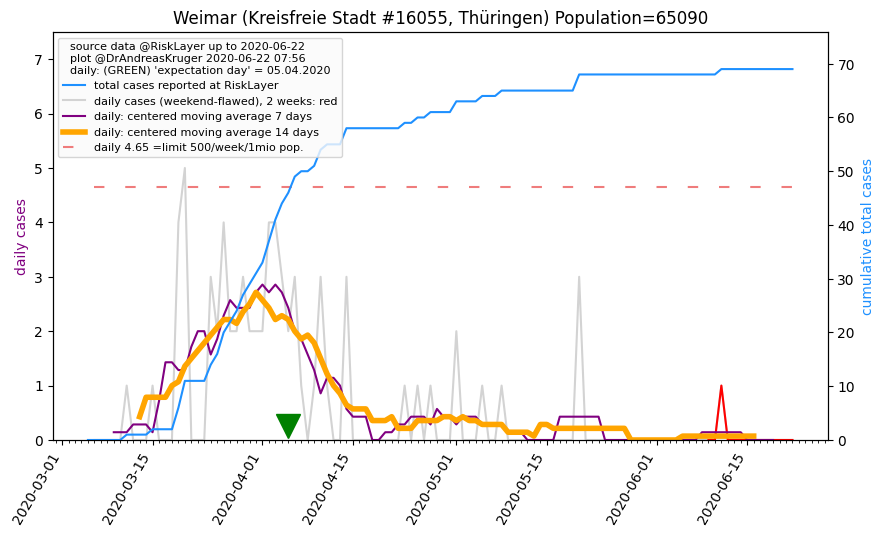 Weimar (Kreisfreie Stadt #16055, Thüringen) Population=65090
source data @RiskLayer up to 2020-06-22
plot @DrAndreasKruger 2020-06-22 07:56
daily: (GREEN) 'expectation day' = 05.04.2020
total cases reported at RiskLayer
daily cases (weekend-flawed), 2 weeks: red
daily: centered moving average 7 days
daily: centered moving average 14 days
daily 4.65 =limit 500/week/1mio pop.
daily cases
7
6
5
4
3
2
1
0
cumulative total cases
70
60
50
40
30
20
10
0
2020-03-01
2020-03-15
2020-04-01
2020-04-15
2020-05-01
2020-05-15
2020-06-01
2020-06-15